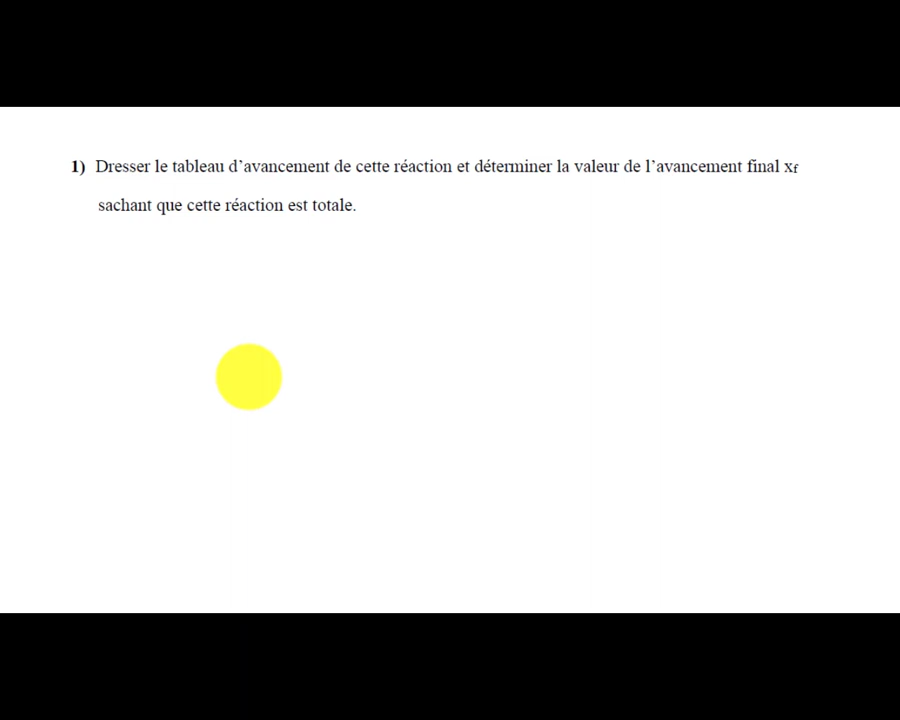 1) Dresser le tableau d’avancement de cette réaction et déterminer la valeur de l’avancement final xf
sachant que cette réaction est totale.